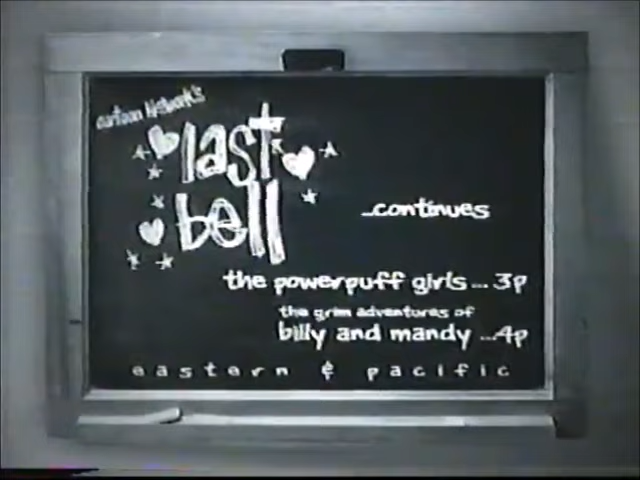 cartoon network's
last
bell
...continues
the powerpuff girls ... 3p
the grim adventures of
billy and mandy ... 4p
eastern & pacific